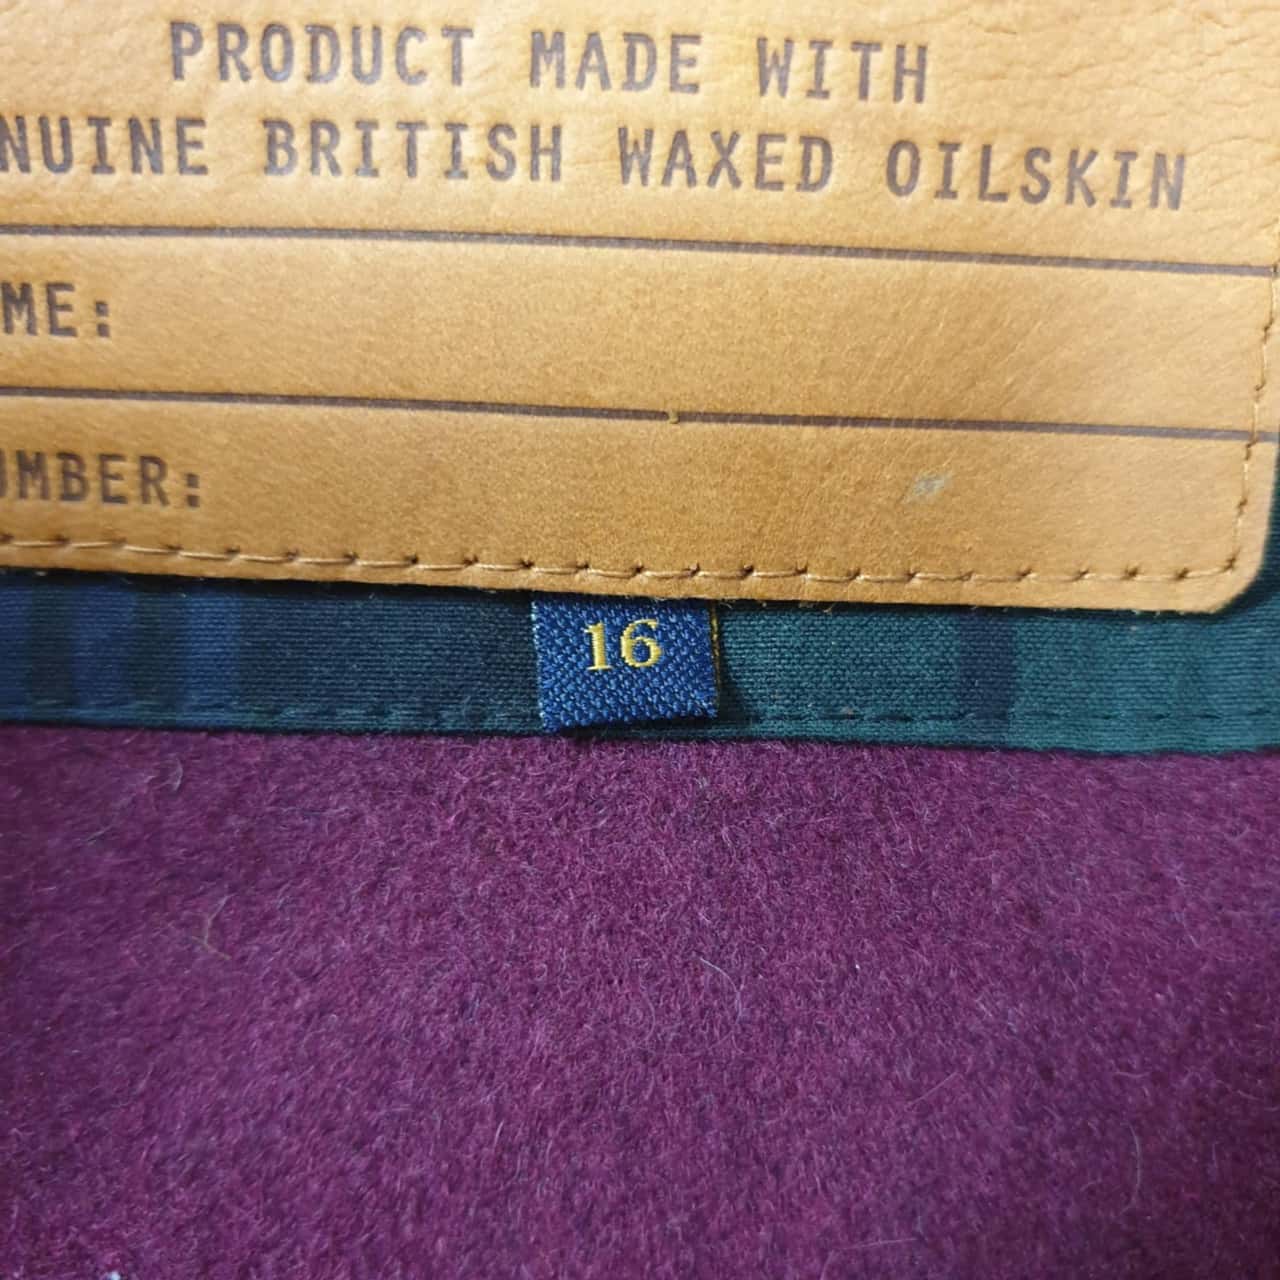 PRODUCT MADE WITH
NUINE BRITISH WAXED OILSKIN
ME:
UMBER:
16